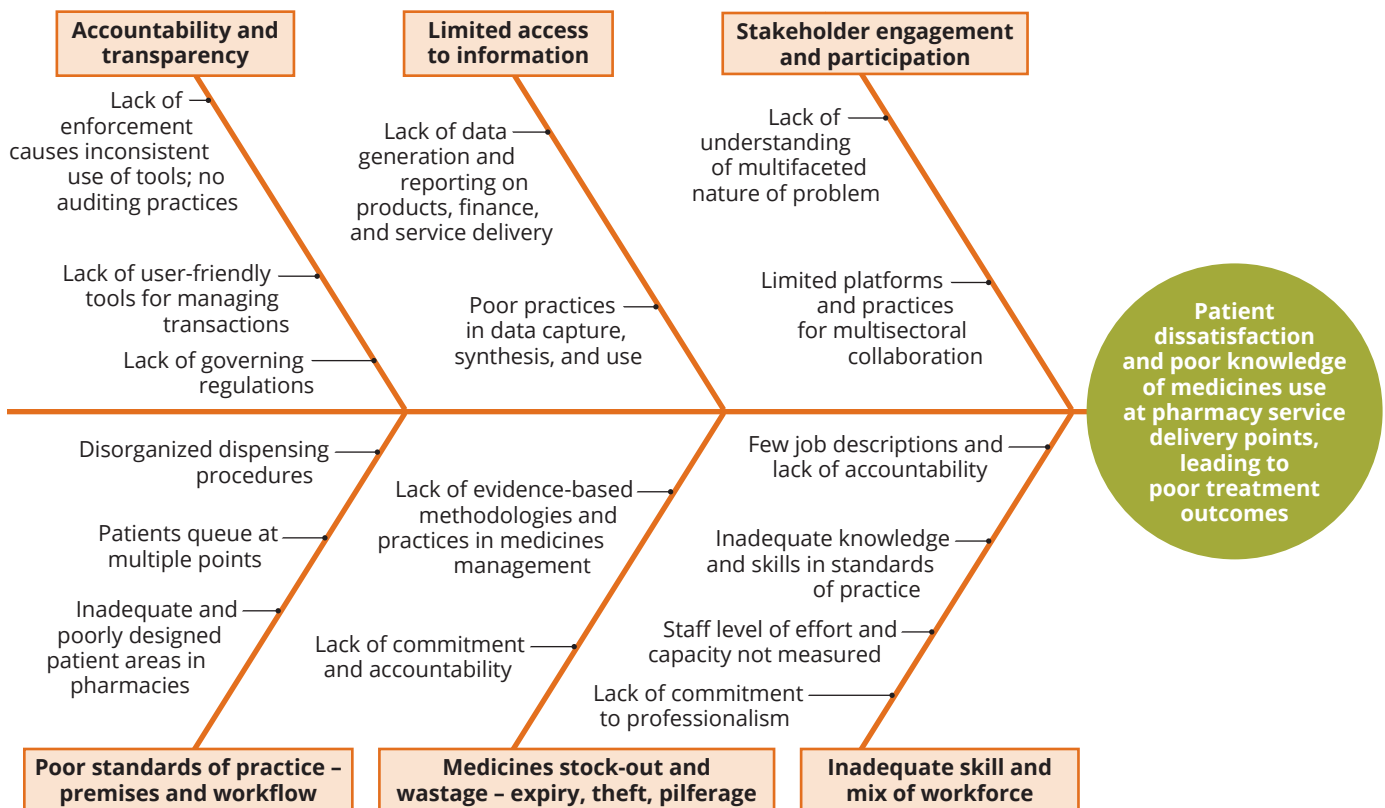 Accountability and
transparency
Limited access
to information
Stakeholder engagement
and participation
Lack of
enforcement
causes inconsistent
use of tools; no
auditing practices
Lack of user-friendly
tools for managing
transactions
Lack of governing
regulations
Lack of data
generation and
reporting on
products, finance,
and service delivery
Poor practices
in data capture,
synthesis, and use
Lack of
understanding
of multifaceted
nature of problem
Limited platforms
and practices
for multisectoral
collaboration
Patient
dissatisfaction
and poor knowledge
of medicines use
at pharmacy service
delivery points,
leading to
poor treatment
outcomes
Disorganized dispensing
procedures
Patients queue at
multiple points
Inadequate and
poorly designed
patient areas in
pharmacies
Lack of evidence-based
methodologies and
practices in medicines
management
Lack of commitment
and accountability
Few job descriptions and
lack of accountability
Inadequate knowledge
and skills in standards
of practice
Staff level of effort and
capacity not measured
Lack of commitment
to professionalism
Poor standards of practice –
premises and workflow
Medicines stock-out and
wastage – expiry, theft, pilferage
Inadequate skill and
mix of workforce